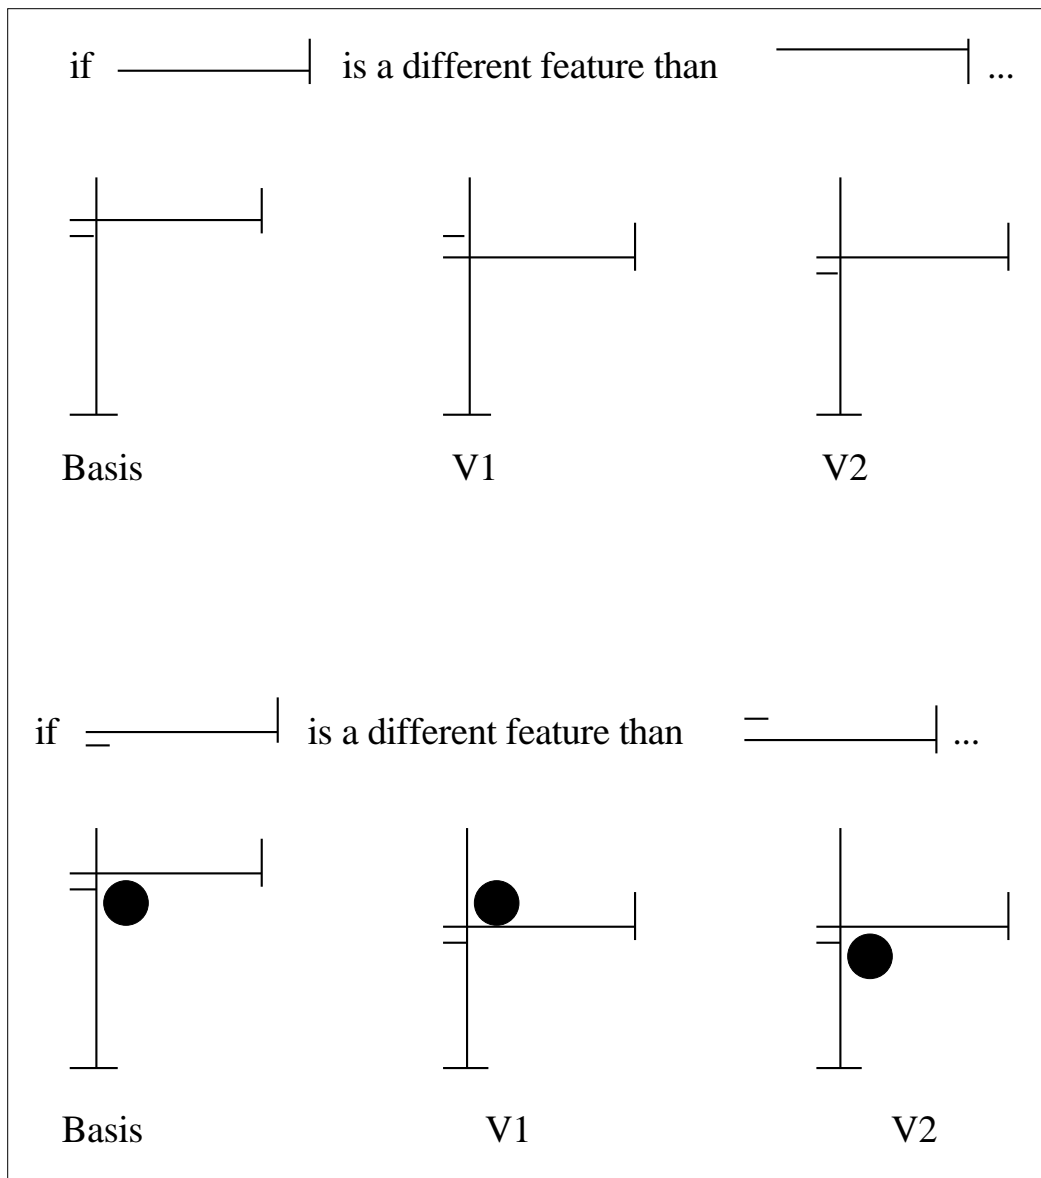 if is a different feature than ...
Basis V1 V2
if is a different feature than ...
Basis V1 V2